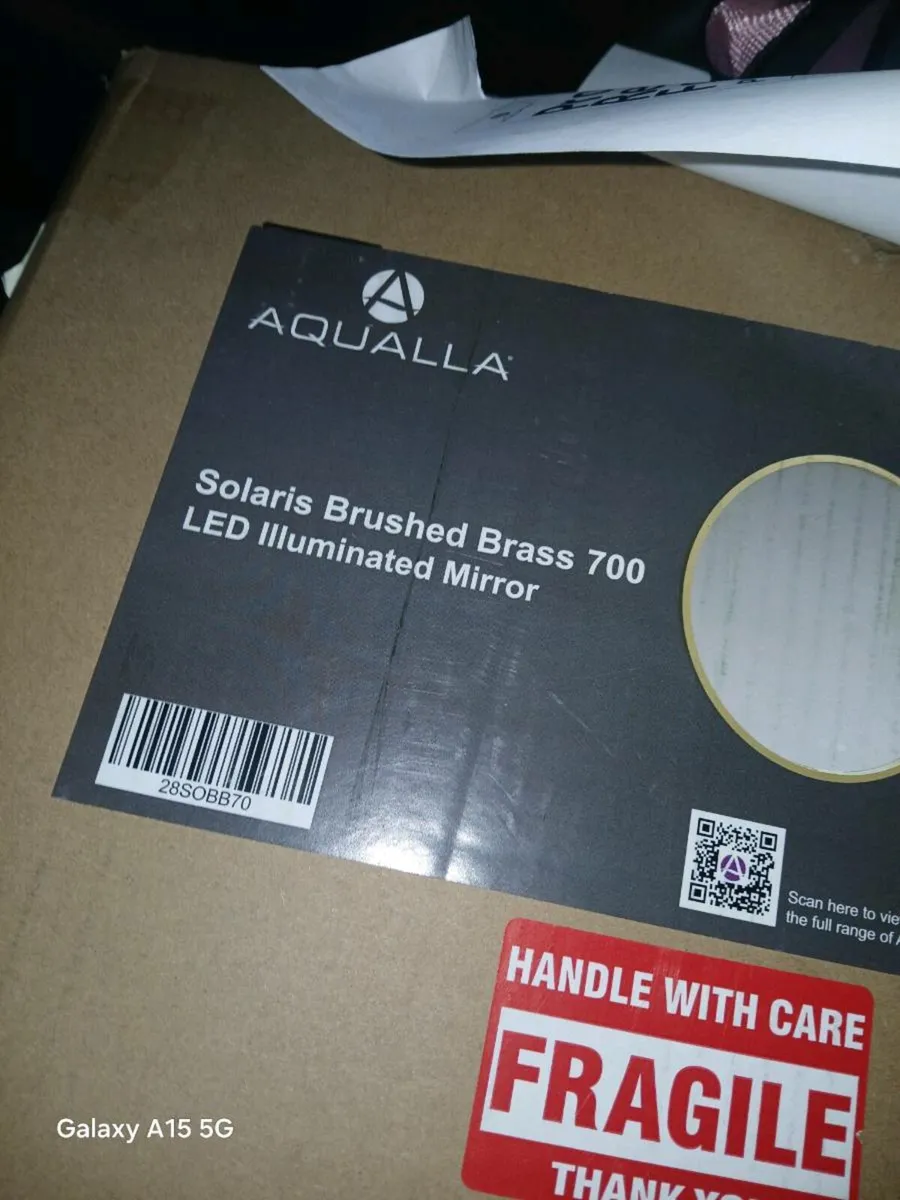 AQUALLA
Solaris Brushed Brass 700
LED Illuminated Mirror
28SOBB70
Scan here to
the full range of
HANDLE WITH CARE
FRAGILE
THANK
Galaxy A15 5G